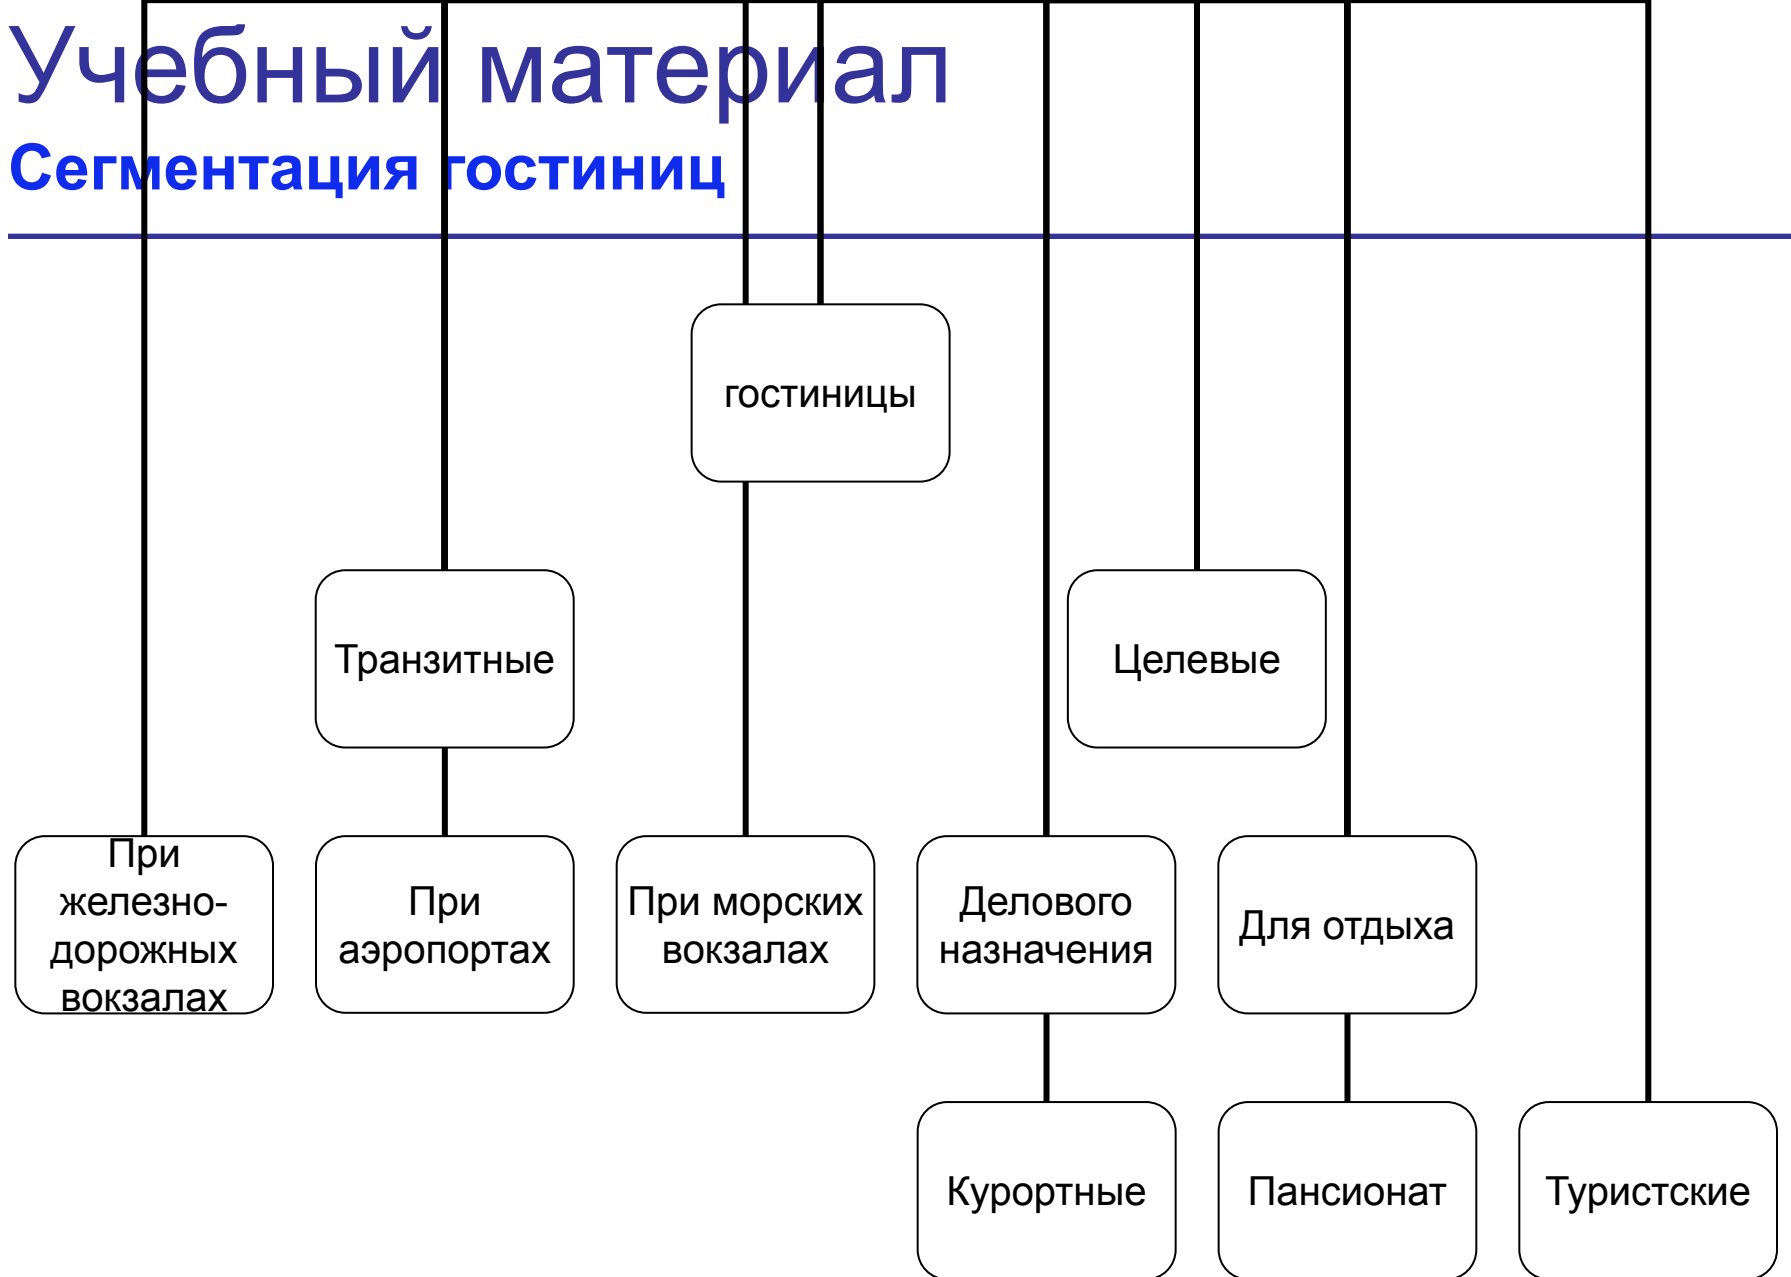 Учебный материал
Сегментация гостиниц
гостиницы
Транзитные
Целевые
При
железно-
дорожных
вокзалах
При
аэропортах
При морских
вокзалах
Делового
назначения
Для отдыха
Курортные
Пансионат
Туристские